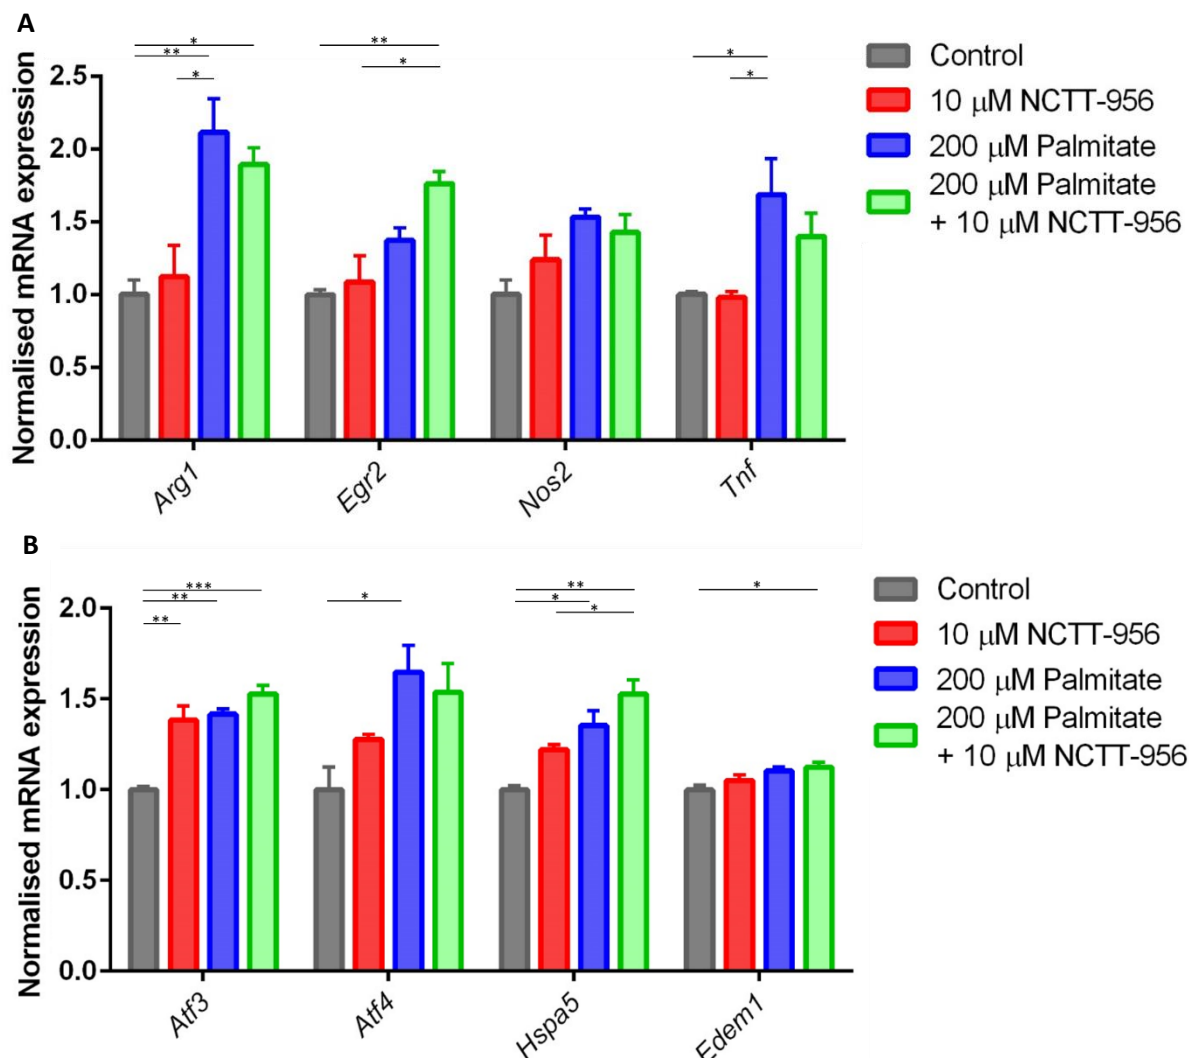 A
* ** * ** * * *
2.5
2.0
1.5
1.0
0.5
0.0
Normalised mRNA expression
Arg1 Egr2 Nos2 Tnf
Control
10 μM NCTT-956
200 μM Palmitate
200 μM Palmitate
+ 10 μM NCTT-956
B
*** ** ** * ** * * *
2.0
1.5
1.0
0.5
0.0
Normalised mRNA expression
Atf3 Atf4 Hspa5 Edem1
Control
10 μM NCTT-956
200 μM Palmitate
200 μM Palmitate
+ 10 μM NCTT-956